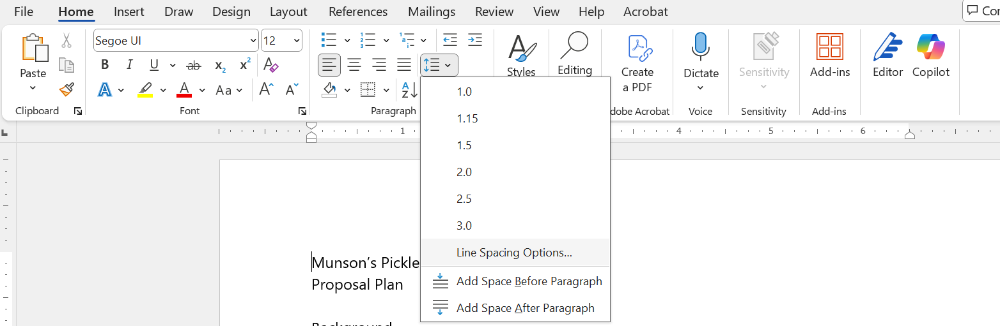 File Home Insert Draw Design Layout References Mailings Review View Help Acrobat
Segoe UI 12
Paste
B I U ab x2 x2 A
A A Aa A A
A Z
Styles
Editing
Create
a PDF
Dictate
Sensitivity
Add-ins
Editor
Copilot
Clipboard Font Paragraph dobe Acrobat Voice Sensitivity Add-ins
1 4 5 6
1.0
1.15
1.5
2.0
2.5
3.0
Line Spacing Options...
Add Space Before Paragraph
Add Space After Paragraph
Munson's Pickle
Proposal Plan